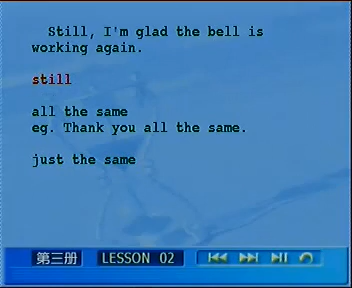 Still, I'm glad the bell is
working again.
still
all the same
eg. Thank you all the same.
just the same
第三册 LESSON 02